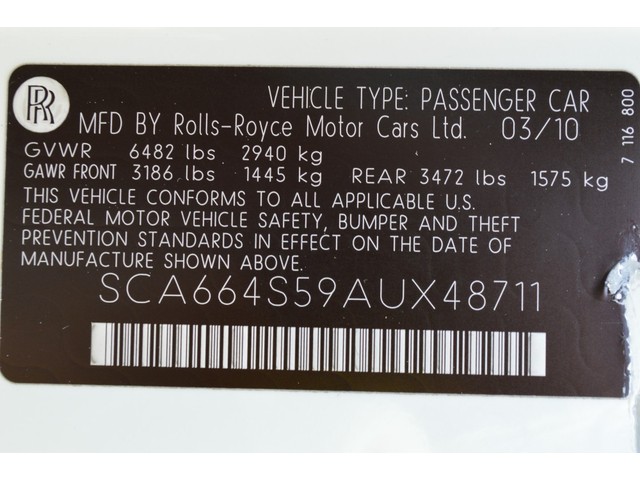 RR
VEHICLE TYPE: PASSENGER CAR
MFD BY Rolls-Royce Motor Cars Ltd. 03/10
GVWR 6482 lbs 2940 kg
GAWR FRONT 3186 lbs 1445 kg REAR 3472 lbs 1575 kg
THIS VEHICLE CONFORMS TO ALL APPLICABLE U.S.
FEDERAL MOTOR VEHICLE SAFETY, BUMPER AND THEFT
PREVENTION STANDARDS IN EFFECT ON THE DATE OF
MANUFACTURE SHOWN ABOVE.
SCA664S59AUX48711
7 116 800